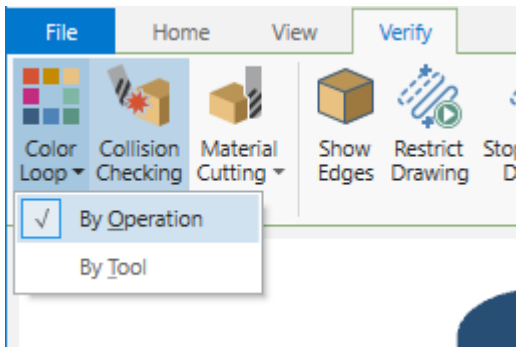 File Home View Verify
Color Loop Collision Checking Material Cutting Show Edges Restrict Drawing
√ By Operation
By Tool